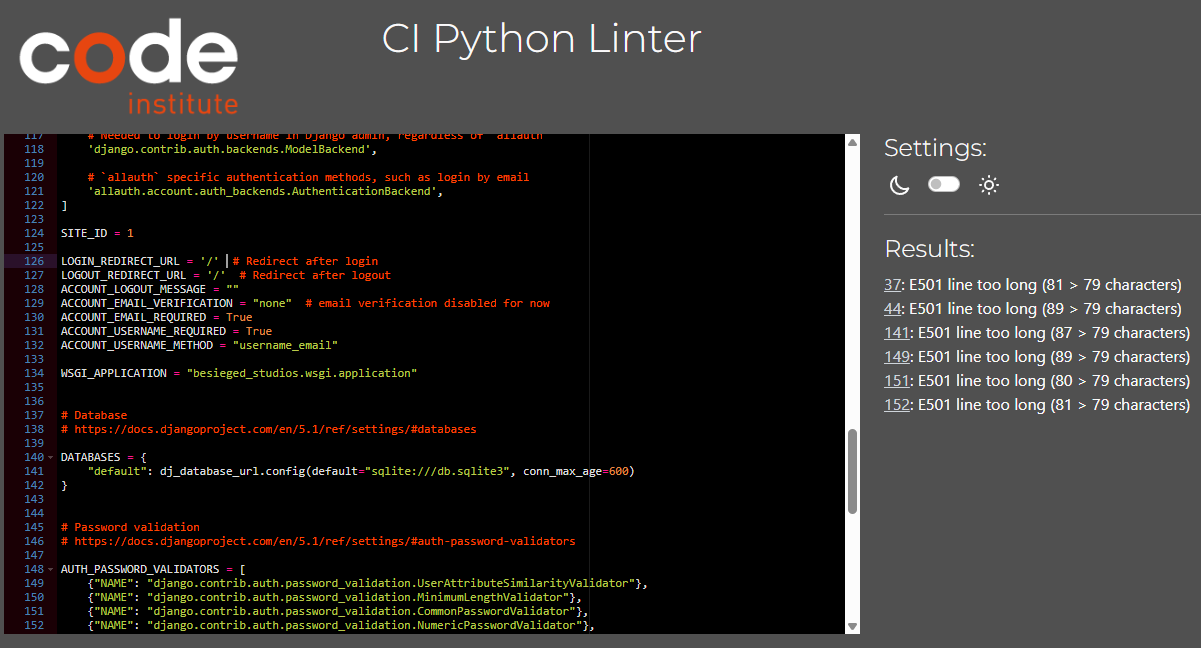 code
institute
CI Python Linter
117 # Needed to login by username in Django admin, regardless of `allauth`
118 'django.contrib.auth.backends.ModelBackend',
119
120 # `allauth` specific authentication methods, such as login by email
121 'allauth.account.auth_backends.AuthenticationBackend',
122 ]
123
124 SITE_ID = 1
125
126 LOGIN_REDIRECT_URL = '/' # Redirect after login
127 LOGOUT_REDIRECT_URL = '/' # Redirect after logout
128 ACCOUNT_LOGOUT_MESSAGE = ""
129 ACCOUNT_EMAIL_VERIFICATION = "none" # email verification disabled for now
130 ACCOUNT_EMAIL_REQUIRED = True
131 ACCOUNT_USERNAME_REQUIRED = True
132 ACCOUNT_USERNAME_METHOD = "username_email"
133
134 WSGI_APPLICATION = "besieged_studios.wsgi.application"
135
136
137 # Database
138 # https://docs.djangoproject.com/en/5.1/ref/settings/#databases
139
140 DATABASES = {
141 "default": dj_database_url.config(default="sqlite:///db.sqlite3", conn_max_age=600)
142 }
143
144
145 # Password validation
146 # https://docs.djangoproject.com/en/5.1/ref/settings/#auth-password-validators
147
148 AUTH_PASSWORD_VALIDATORS = [
149 {"NAME": "django.contrib.auth.password_validation.UserAttributeSimilarityValidator"},
150 {"NAME": "django.contrib.auth.password_validation.MinimumLengthValidator"},
151 {"NAME": "django.contrib.auth.password_validation.CommonPasswordValidator"},
152 {"NAME": "django.contrib.auth.password_validation.NumericPasswordValidator"},
Settings:
Results:
37: E501 line too long (81 > 79 characters)
44: E501 line too long (89 > 79 characters)
141: E501 line too long (87 > 79 characters)
149: E501 line too long (89 > 79 characters)
151: E501 line too long (80 > 79 characters)
152: E501 line too long (81 > 79 characters)